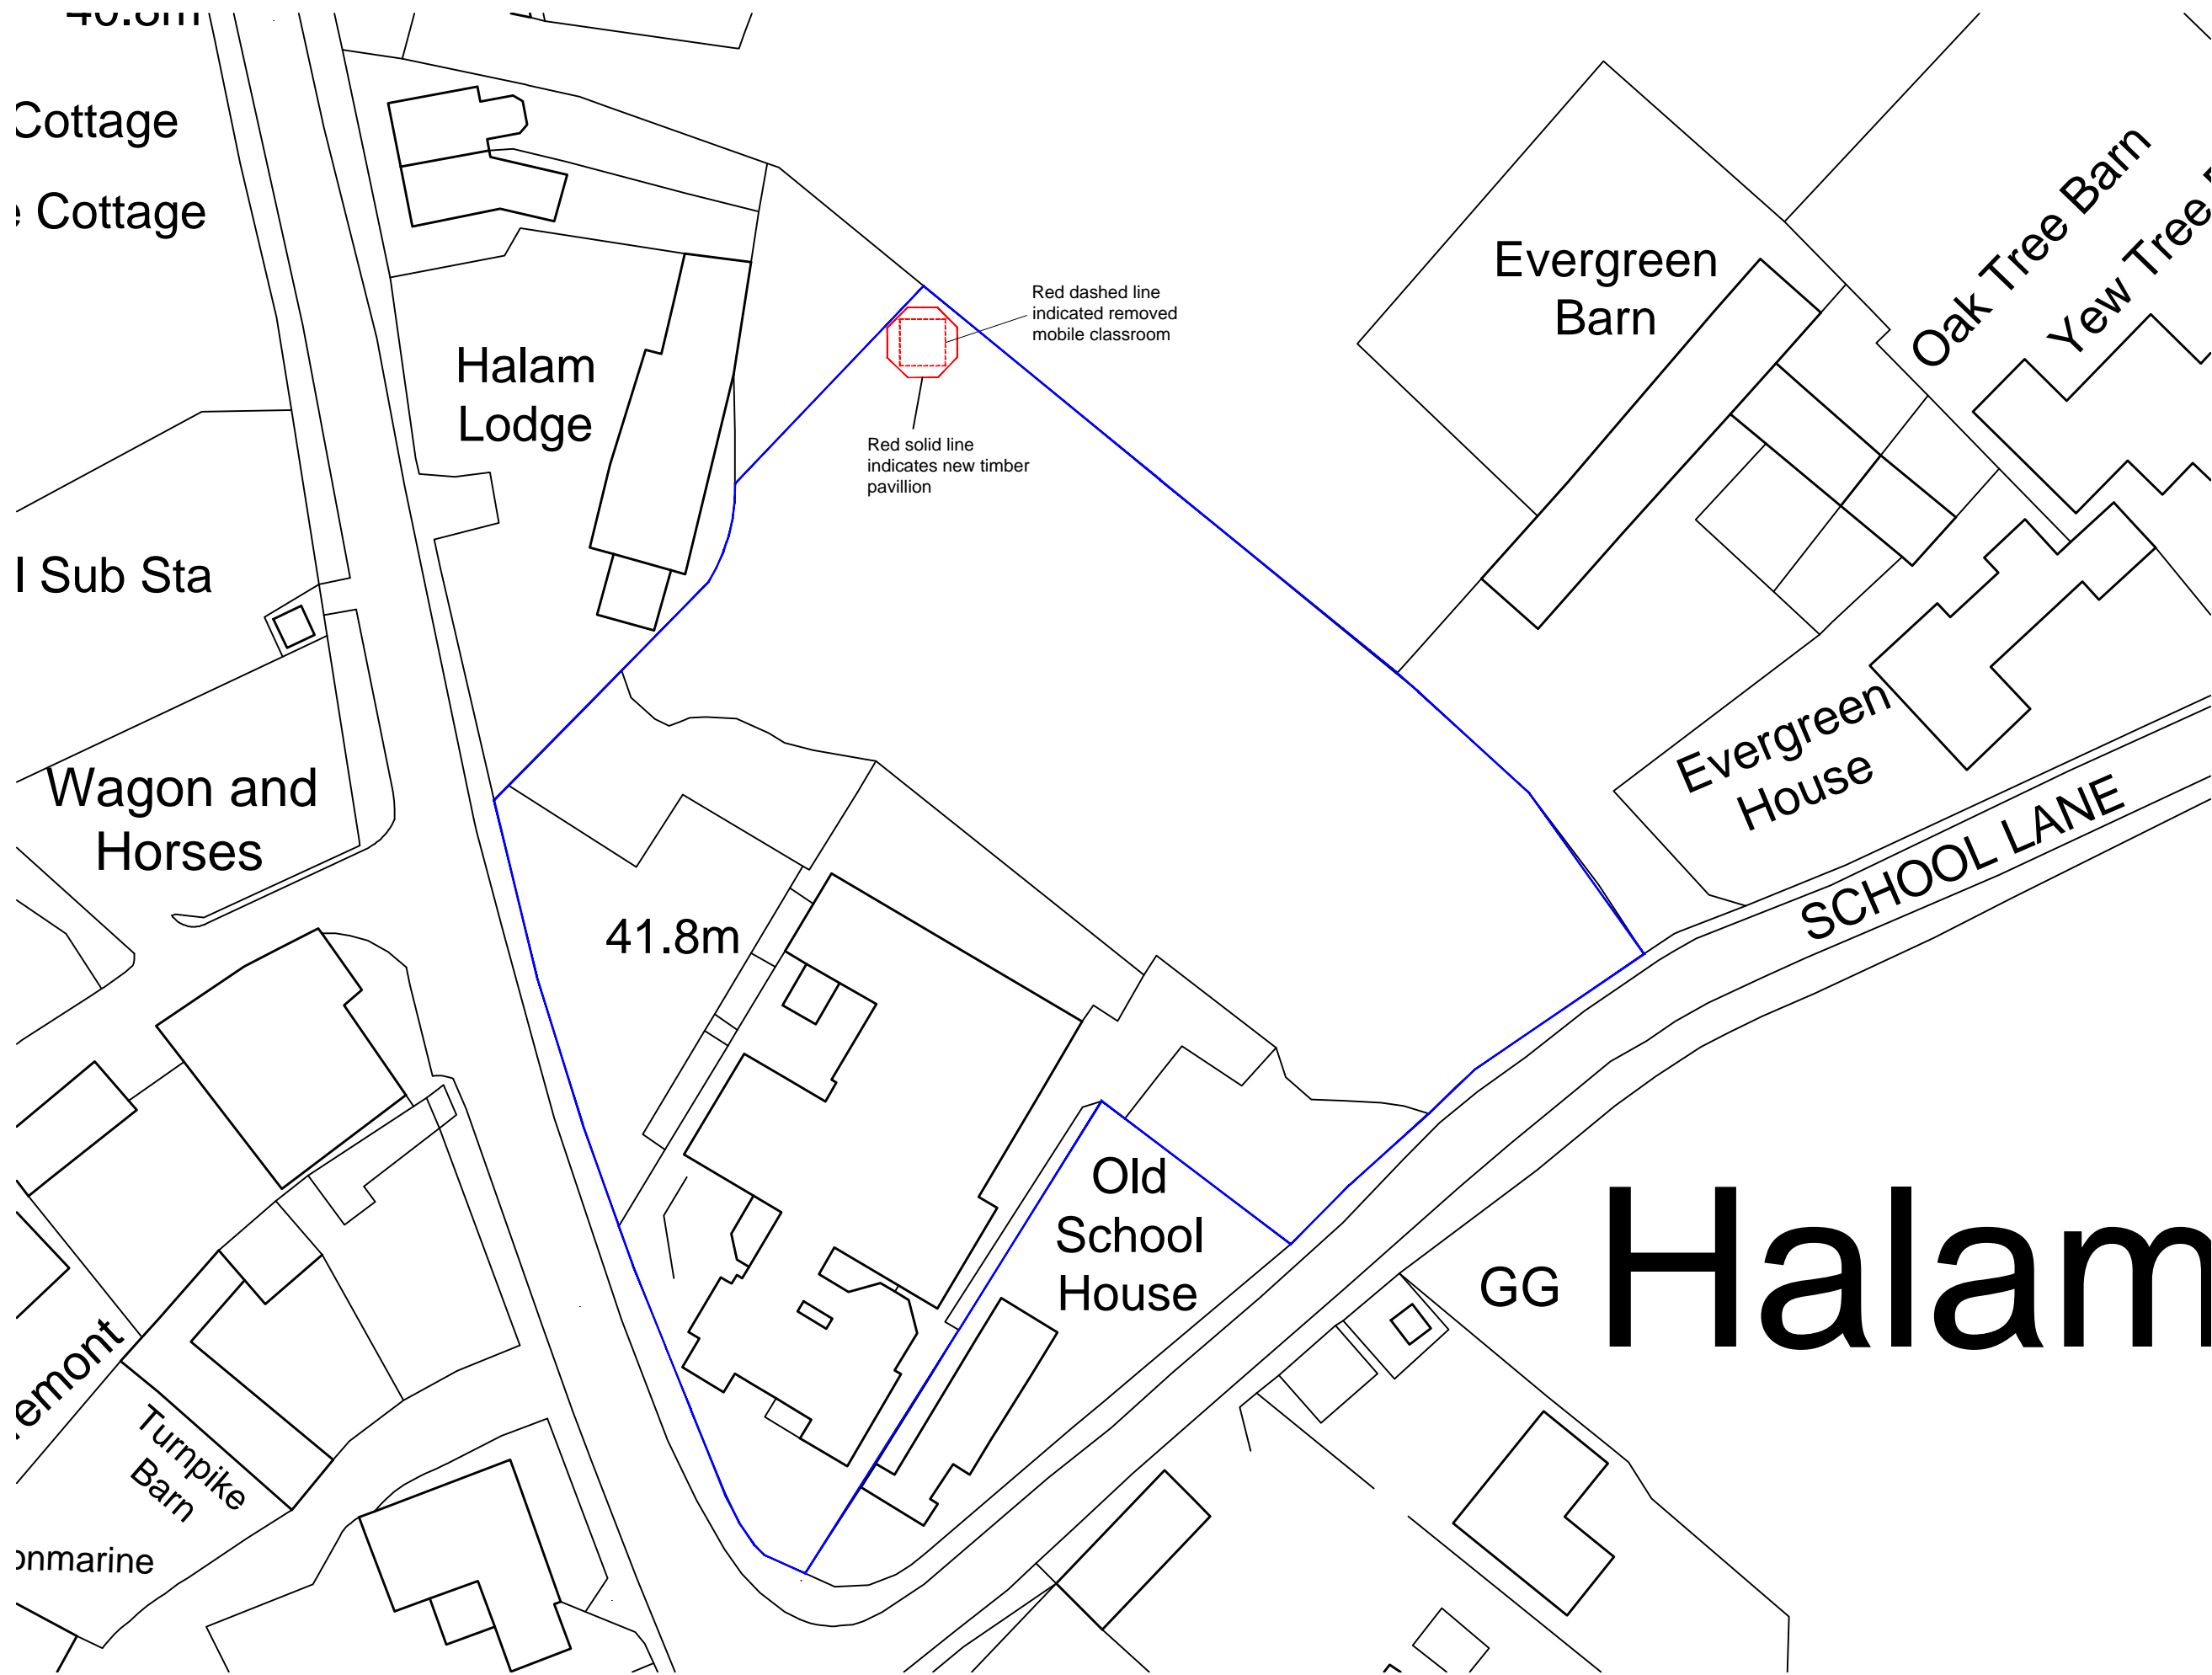 Cottage
Cottage
Halam
Lodge
Red dashed line
indicated removed
mobile classroom
Red solid line
indicates new timber
pavillion
Evergreen
Barn
Oak Tree Barn
Yew Tree
Sub Sta
Wagon and
Horses
41.8m
Evergreen
House
SCHOOL LANE
Old
School
House
GG
Halam
Turnpike
Barn